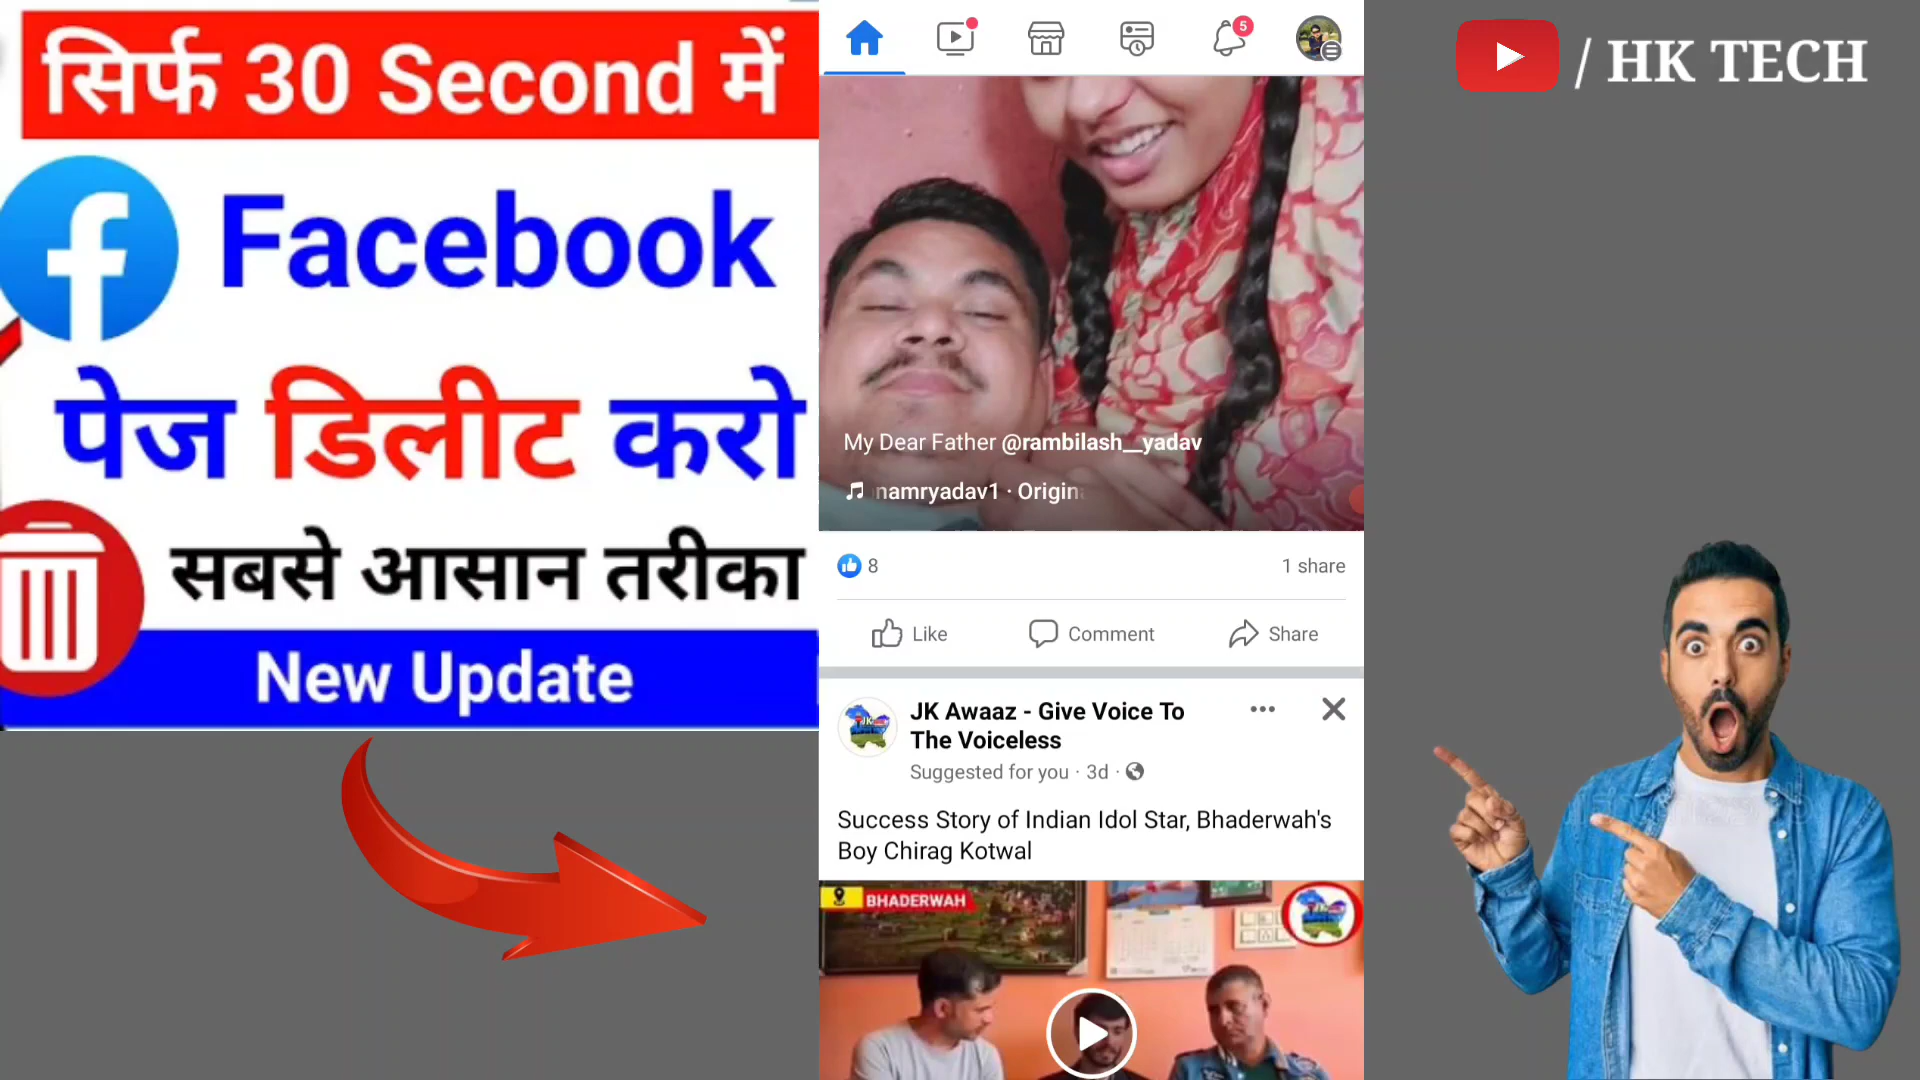 सिर्फ 30 Second में
Facebook
पेज डिलीट करो
सबसे आसान तरीका
New Update
5
My Dear Father @rambilash__yadav
namryadav1 · Origin
8
1 share
Like
Comment
Share
JK Awaaz - Give Voice To
The Voiceless
Suggested for you · 3d ·
Success Story of Indian Idol Star, Bhaderwah's
Boy Chirag Kotwal
BHADERWAH
/ HK TECH